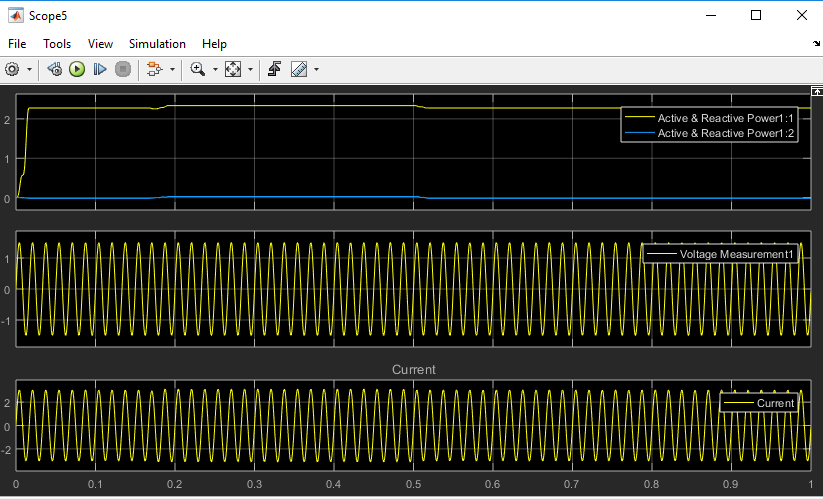 Scope5
File Tools View Simulation Help
2
1
0
Active & Reactive Power1:1
Active & Reactive Power1:2
1
0
-1
Voltage Measurement1
Current
2
0
-2
Current
0 0.1 0.2 0.3 0.4 0.5 0.6 0.7 0.8 0.9 1